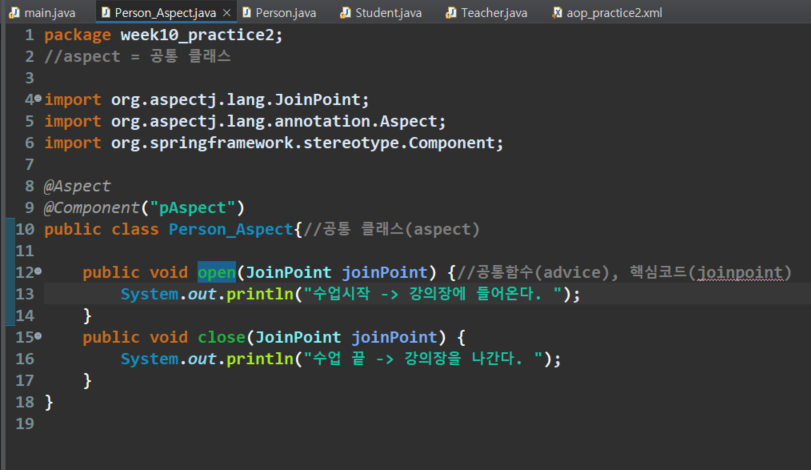 main.java Person_Aspect.java Person.java Student.java Teacher.java aop_practice2.xml
1 package week10_practice2;
2 //aspect = 공통 클래스
3
4 import org.aspectj.lang.JoinPoint;
5 import org.aspectj.lang.annotation.Aspect;
6 import org.springframework.stereotype.Component;
7
8 @Aspect
9 @Component("pAspect")
10 public class Person_Aspect{//공통 클래스(aspect)
11
12 public void open(JoinPoint joinPoint) {//공통함수(advice), 핵심코드(joinpoint)
13 System.out.println("수업시작 -> 강의장에 들어온다. ");
14 }
15 public void close(JoinPoint joinPoint) {
16 System.out.println("수업 끝 -> 강의장을 나간다. ");
17 }
18 }
19